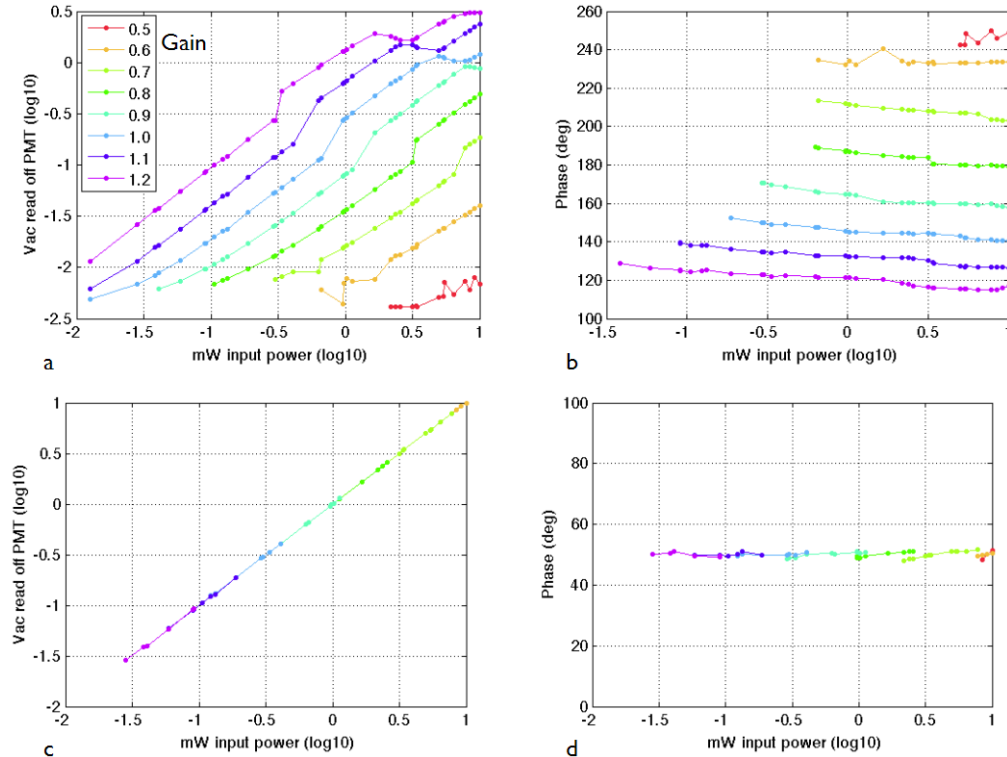 Vac read off PMT (log10)
1
0.5
0
-0.5
-1
-1.5
-2
-2.5
0.5
0.6
0.7
0.8
0.9
1.0
1.1
1.2
Gain
-2 -1.5 -1 -0.5 0 0.5 1
mW input power (log10)
a
Phase (deg)
260
240
220
200
180
160
140
120
100
-1.5 -1 -0.5 0 0.5 1
mW input power (log10)
b
Vac read off PMT (log10)
1
0.5
0
-0.5
-1
-1.5
-2
-2 -1.5 -1 -0.5 0 0.5 1
mW input power (log10)
c
Phase (deg)
100
80
60
40
20
0
-2 -1.5 -1 -0.5 0 0.5 1
mW input power (log10)
d